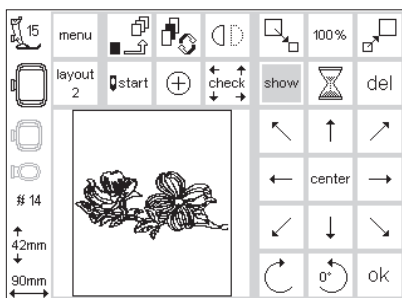 15 menu 100%
layout 2 start check show del
# 14
center
42mm
90mm 0° ok